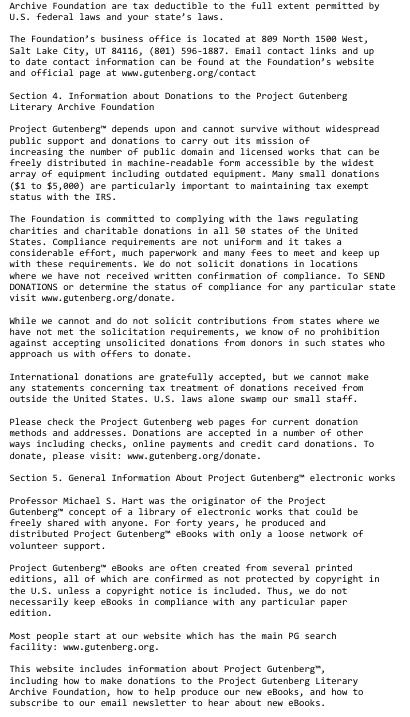 Archive Foundation are tax deductible to the full extent permitted by
U.S. federal laws and your state’s laws.
The Foundation’s business office is located at 809 North 1500 West,
Salt Lake City, UT 84116, (801) 596-1887. Email contact links and up
to date contact information can be found at the Foundation’s website
and official page at www.gutenberg.org/contact
Section 4. Information about Donations to the Project Gutenberg
Literary Archive Foundation
Project Gutenberg™ depends upon and cannot survive without widespread
public support and donations to carry out its mission of
increasing the number of public domain and licensed works that can be
freely distributed in machine-readable form accessible by the widest
array of equipment including outdated equipment. Many small donations
($1 to $5,000) are particularly important to maintaining tax exempt
status with the IRS.
The Foundation is committed to complying with the laws regulating
charities and charitable donations in all 50 states of the United
States. Compliance requirements are not uniform and it takes a
considerable effort, much paperwork and many fees to meet and keep up
with these requirements. We do not solicit donations in locations
where we have not received written confirmation of compliance. To SEND
DONATIONS or determine the status of compliance for any particular state
visit www.gutenberg.org/donate.
While we cannot and do not solicit contributions from states where we
have not met the solicitation requirements, we know of no prohibition
against accepting unsolicited donations from donors in such states who
approach us with offers to donate.
International donations are gratefully accepted, but we cannot make
any statements concerning tax treatment of donations received from
outside the United States. U.S. laws alone swamp our small staff.
Please check the Project Gutenberg web pages for current donation
methods and addresses. Donations are accepted in a number of other
ways including checks, online payments and credit card donations. To
donate, please visit: www.gutenberg.org/donate.
Section 5. General Information About Project Gutenberg™ electronic works
Professor Michael S. Hart was the originator of the Project
Gutenberg™ concept of a library of electronic works that could be
freely shared with anyone. For forty years, he produced and
distributed Project Gutenberg™ eBooks with only a loose network of
volunteer support.
Project Gutenberg™ eBooks are often created from several printed
editions, all of which are confirmed as not protected by copyright in
the U.S. unless a copyright notice is included. Thus, we do not
necessarily keep eBooks in compliance with any particular paper
edition.
Most people start at our website which has the main PG search
facility: www.gutenberg.org.
This website includes information about Project Gutenberg™,
including how to make donations to the Project Gutenberg Literary
Archive Foundation, how to help produce our new eBooks, and how to
subscribe to our email newsletter to hear about new eBooks.